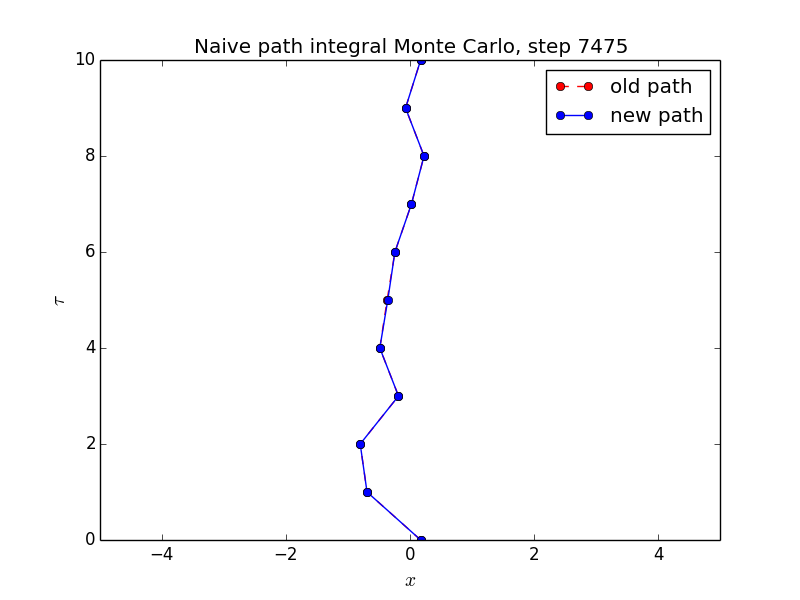 Naive path integral Monte Carlo, step 7475
old path
new path
10
8
6
4
2
0
τ
−4
−2
0
2
4
x